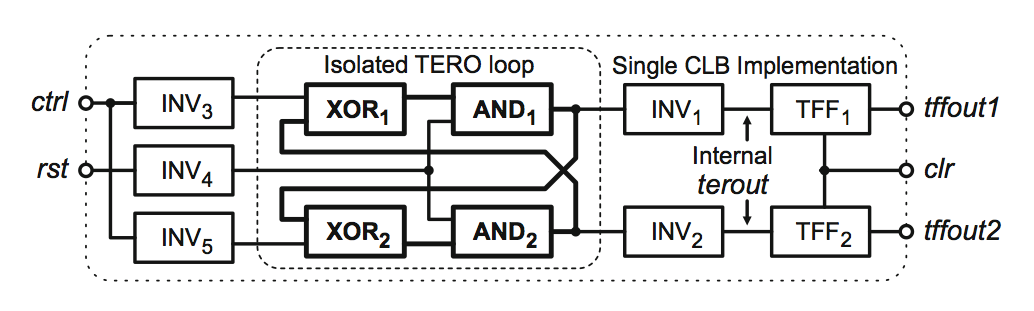 Isolated TERO loop
Single CLB Implementation
ctrl
INV3
XOR1
AND1
INV1
TFF1
tffout1
rst
INV4
Internal
terout
clr
INV5
XOR2
AND2
INV2
TFF2
tffout2